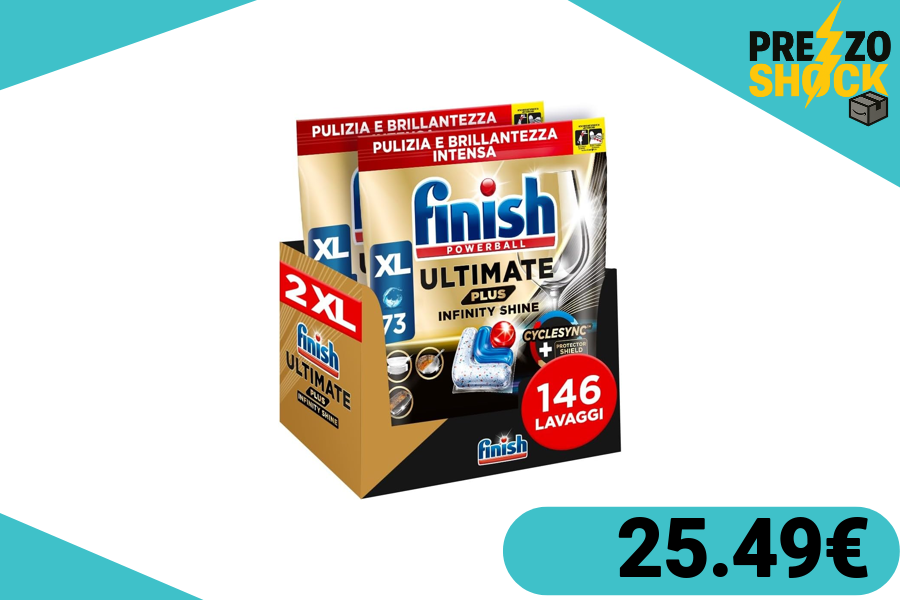 PREZZO
SHOCK
PULIZIA E BRILLANTEZZA
PULIZIA E BRILLANTEZZA
INTENSA
finish
POWERBALL
XL
XL
73
ULTIMATE
PLUS
INFINITY SHINE
CYCLESYNC
PROTECTOR
SHIELD
2 XL
finish
ULTIMATE
PLUS
INFINITY SHINE
146
LAVAGGI
finish
25.49€